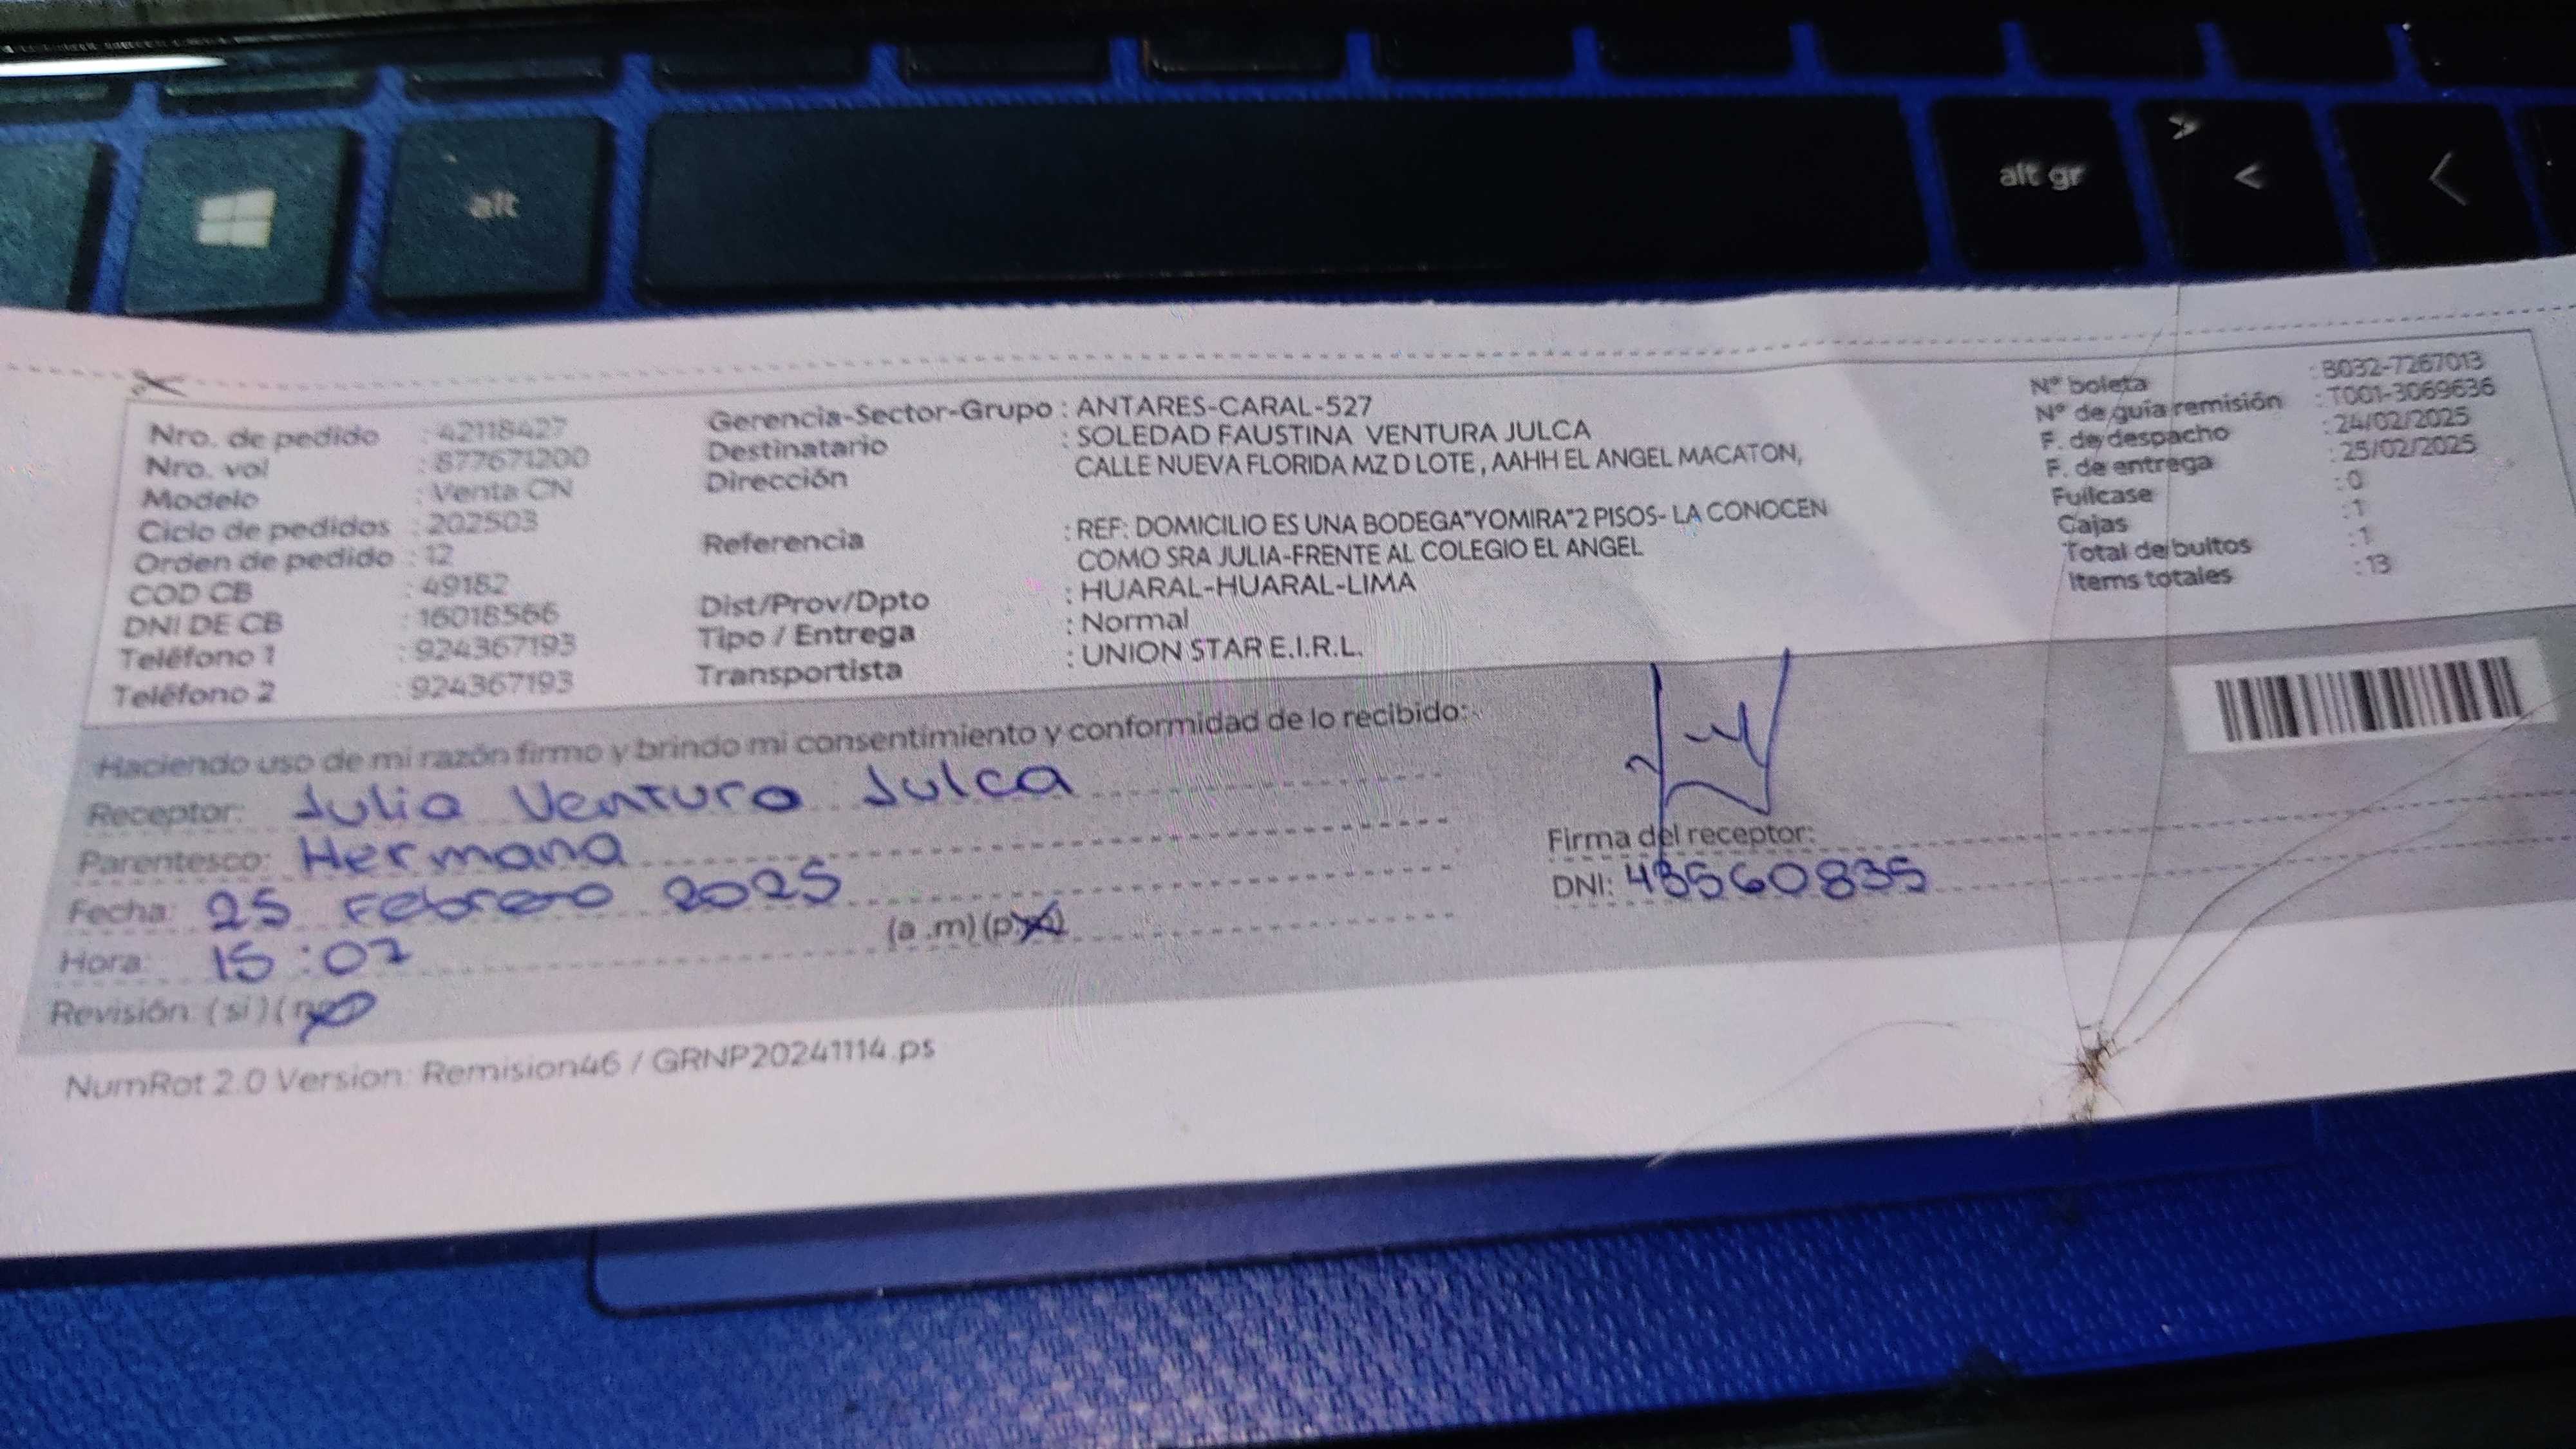 alt
alt gr
>
<
Nro. de pedido : 42118427
Nro. vol : 877671200
Modelo : Venta CN
Ciclo de pedidos : 202503
Orden de pedido : 12
COD CB : 49182
DNI DE CB : 16018566
Teléfono 1 : 924367193
Teléfono 2 : 924367193
Gerencia-Sector-Grupo : ANTARES-CARAL-527
Destinatario : SOLEDAD FAUSTINA VENTURA JULCA
Dirección CALLE NUEVA FLORIDA MZ D LOTE , AAHH EL ANGEL MACATON,
Referencia : REF: DOMICILIO ES UNA BODEGA"YOMIRA"2 PISOS- LA CONOCEN
COMO SRA JULIA-FRENTE AL COLEGIO EL ANGEL
Dist/Prov/Dpto : HUARAL-HUARAL-LIMA
Tipo / Entrega : Normal
Transportista : UNION STAR E.I.R.L.
N° boleta : B032-7267013
N° de guía remisión : T001-3069636
F. de despacho : 24/02/2025
F. de entrega : 25/02/2025
Fullcase : 0
Cajas : 1
Total de bultos : 1
Items totales : 13
Haciendo uso de mi razón firmo y brindo mi consentimiento y conformidad de lo recibido:
Receptor: Julia Ventura Julca
Parentesco: Hermana
Fecha: 25 Febrero 2025
Hora: 15:07 (a .m) (p.m)
Revisión: (si) (no)
Firma del receptor:
DNI: 43560835
NumRot 2.0 Version: Remision46 / GRNP20241114.ps